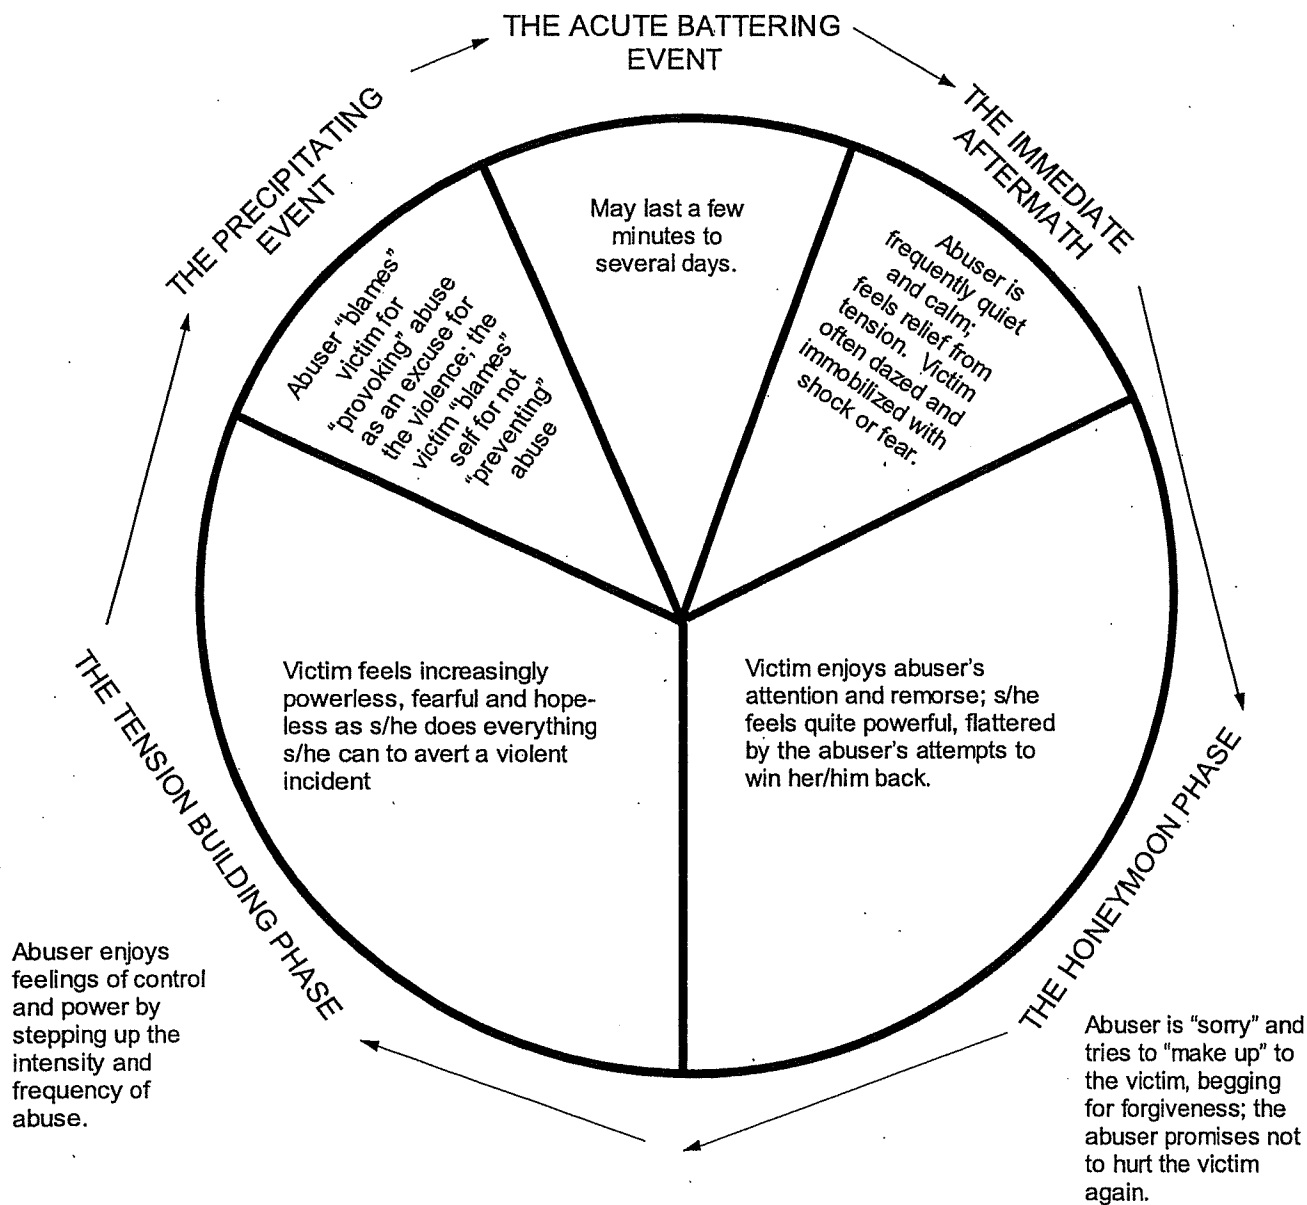 THE ACUTE BATTERING
EVENT
THE PRECIPITATING
EVENT
THE IMMEDIATE
AFTERMATH
May last a few
minutes to
several days.
Abuser "blames"
victim for
"provoking" abuse
as an excuse for
the violence; the
victim "blames"
self for not
"preventing"
abuse
Abuser is
frequently quiet
and calm;
feels relief from
tension. Victim
often dazed and
immobilized with
shock or fear.
Victim feels increasingly
powerless, fearful and hope-
less as s/he does everything
s/he can to avert a violent
incident
Victim enjoys abuser's
attention and remorse; s/he
feels quite powerful, flattered
by the abuser's attempts to
win her/him back.
THE TENSION BUILDING PHASE
THE HONEYMOON PHASE
Abuser enjoys
feelings of control
and power by
stepping up the
intensity and
frequency of
abuse.
Abuser is "sorry" and
tries to "make up" to
the victim, begging
for forgiveness; the
abuser promises not
to hurt the victim
again.